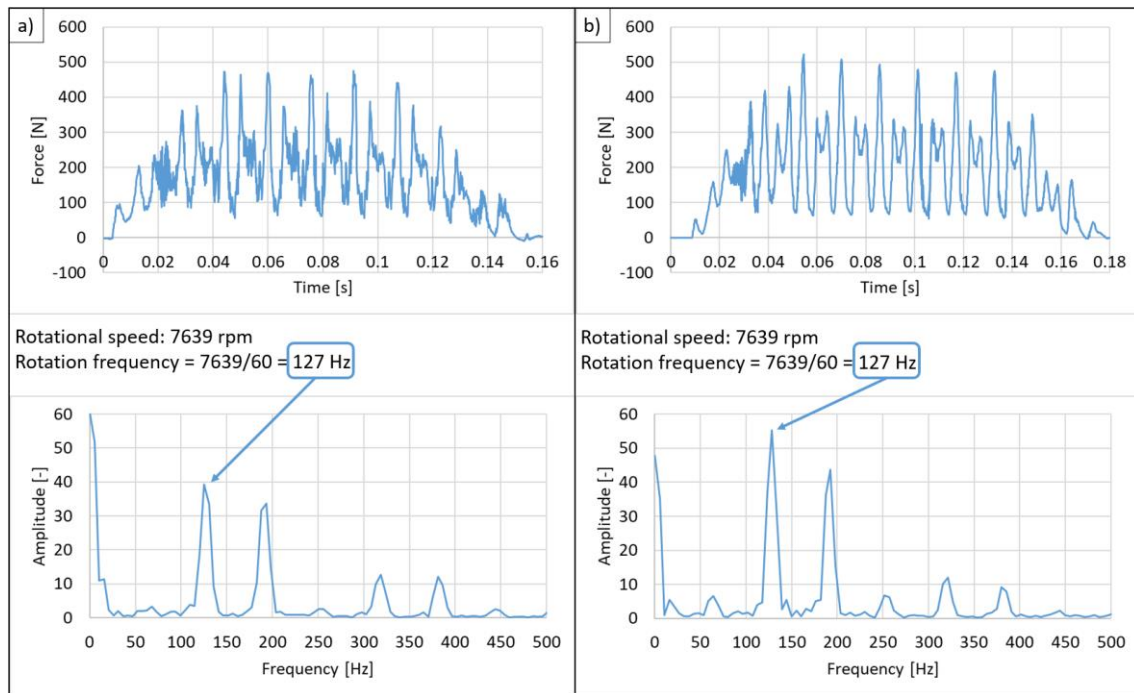 a)
600
500
400
300
200
100
0
-100
Force [N]
0 0.02 0.04 0.06 0.08 0.1 0.12 0.14 0.16
Time [s]
Rotational speed: 7639 rpm
Rotation frequency = 7639/60 = 127 Hz
60
50
40
30
20
10
0
Amplitude [-]
0 50 100 150 200 250 300 350 400 450 500
Frequency [Hz]
b)
600
500
400
300
200
100
0
-100
Force [N]
0 0.02 0.04 0.06 0.08 0.1 0.12 0.14 0.16 0.18
Time [s]
Rotational speed: 7639 rpm
Rotation frequency = 7639/60 = 127 Hz
60
50
40
30
20
10
0
Amplitude [-]
0 50 100 150 200 250 300 350 400 450 500
Frequency [Hz]